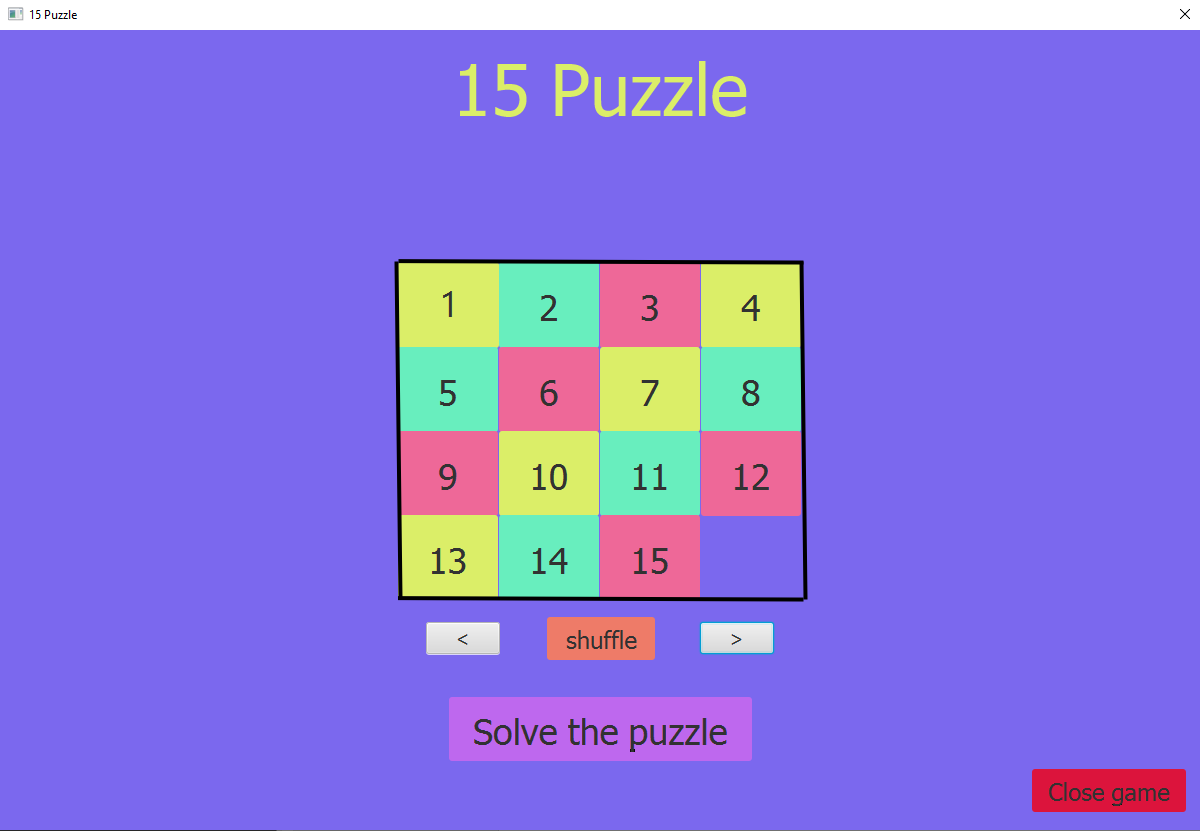 15 Puzzle
15 Puzzle
1 2 3 4
5 6 7 8
9 10 11 12
13 14 15
< shuffle >
Solve the puzzle
Close game